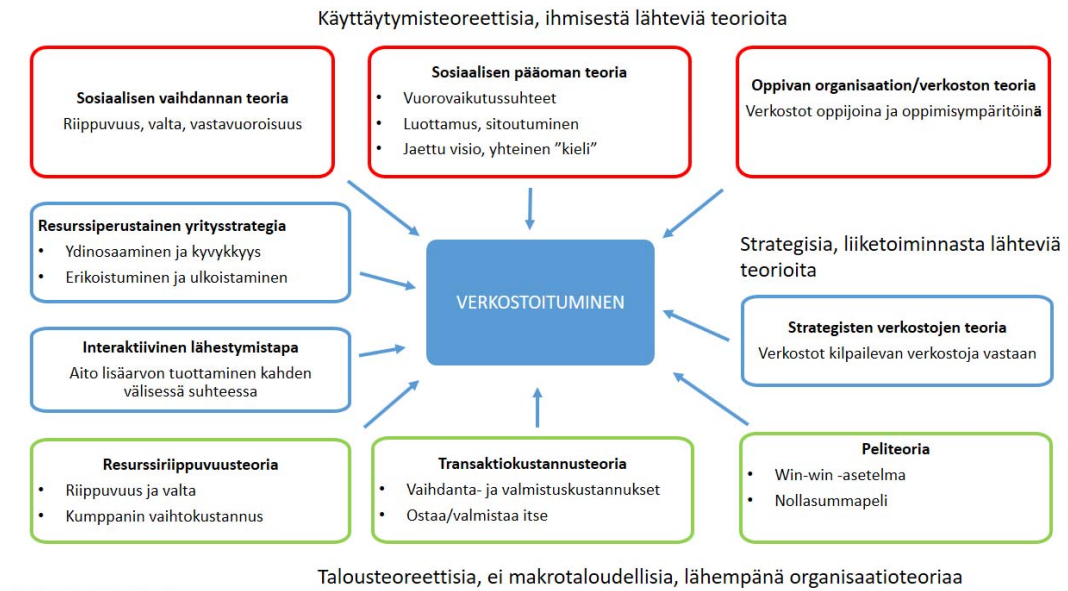 Käyttäytymisteoreettisia, ihmisestä lähteviä teorioita
Sosiaalisen vaihdannan teoria
Riippuvuus, valta, vastavuoroisuus
Sosiaalisen pääoman teoria
• Vuorovaikutussuhteet
• Luottamus, sitoutuminen
• Jaettu visio, yhteinen ”kieli”
Oppivan organisaation/verkoston teoria
Verkostot oppijoina ja oppimisympäritöinä
Resurssiperustainen yritysstrategia
• Ydinosaaminen ja kyvykkyys
• Erikoistuminen ja ulkoistaminen
VERKOSTOITUMINEN
Strategisia, liiketoiminnasta lähteviä
teorioita
Strategisten verkostojen teoria
Verkostot kilpailevan verkostoja vastaan
Interaktiivinen lähestymistapa
Aito lisäarvon tuottaminen kahden
välisessä suhteessa
Resurssiriippuvuusteoria
• Riippuvuus ja valta
• Kumppanin vaihtokustannus
Transaktiokustannusteoria
• Vaihdanta- ja valmistuskustannukset
• Ostaa/valmistaa itse
Peliteoria
• Win-win -asetelma
• Nollasummapeli
Talousteoreettisia, ei makrotaloudellisia, lähempänä organisaatioteoriaa